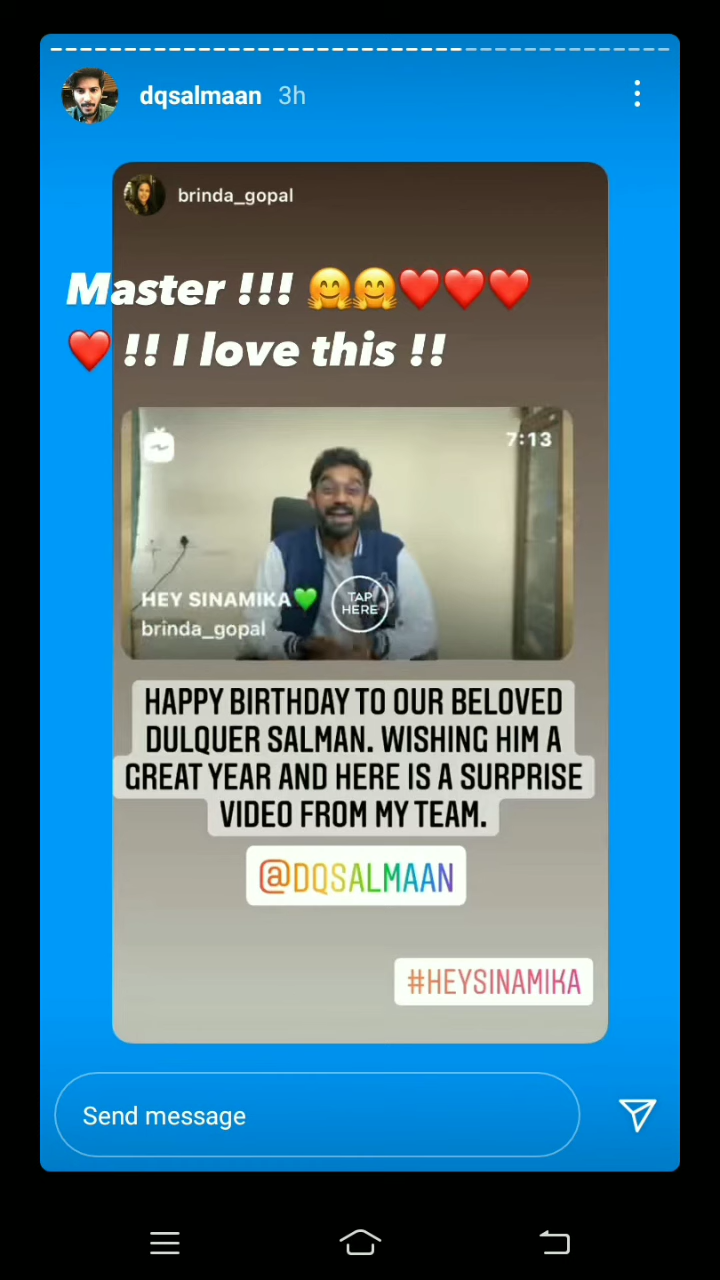 dqsalmaan 3h
brinda_gopal
Master !!! 🤗🤗❤️❤️❤️
❤️ !! I love this !!
7:13
HEY SINAMIKA💚
brinda_gopal
TAP
HERE
HAPPY BIRTHDAY TO OUR BELOVED
DULQUER SALMAN. WISHING HIM A
GREAT YEAR AND HERE IS A SURPRISE
VIDEO FROM MY TEAM.
@DQSALMAAN
#HEYSINAMIKA
Send message